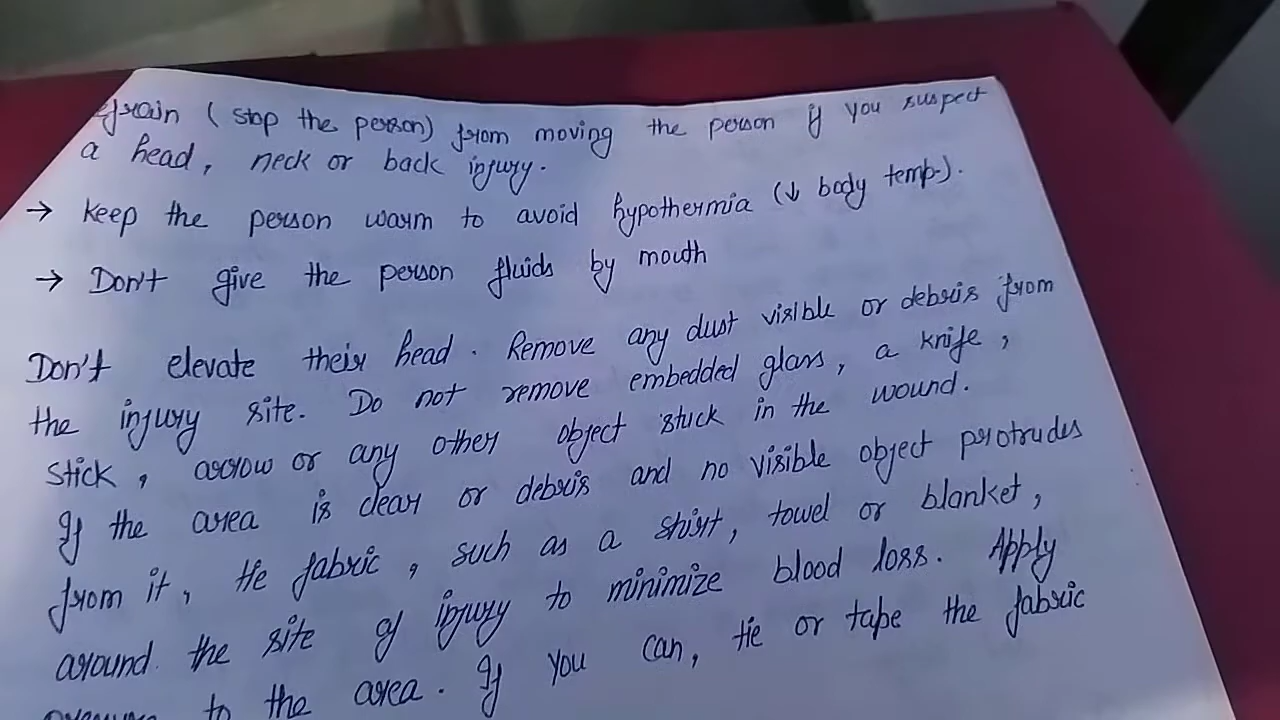 efrain (stop the person) from moving the person if you suspect
a head, neck or back injury.
→ Keep the person warm to avoid hypothermia (↓ body temp.).
→ Don't give the person fluids by mouth
Don't elevate their head. Remove any dust visible or debris from
the injury site. Do not remove embedded glass, a knife,
stick, arrow or any other object stuck in the wound.
If the area is clear or debris and no visible object protrudes
from it, tie fabric, such as a shirt, towel or blanket,
around the site of injury to minimize blood loss. Apply
to the area. If you can, tie or tape the fabric